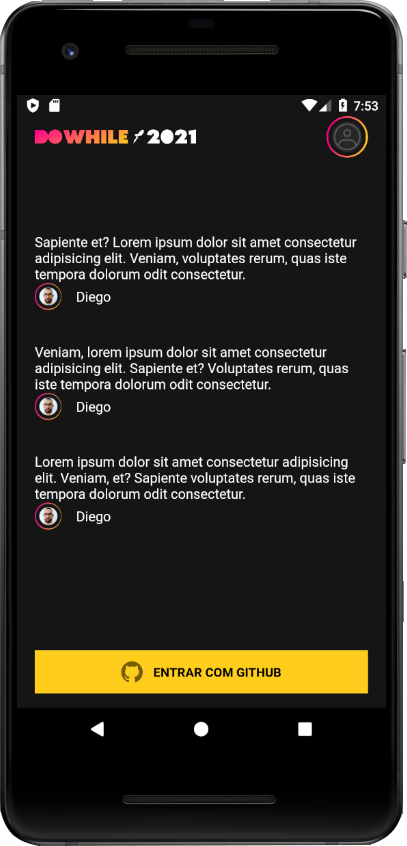 7:53
DOWHILE 2021
Sapiente et? Lorem ipsum dolor sit amet consectetur
adipisicing elit. Veniam, voluptates rerum, quas iste
tempora dolorum odit consectetur.
Diego
Veniam, lorem ipsum dolor sit amet consectetur
adipisicing elit. Sapiente et? Voluptates rerum, quas
iste tempora dolorum odit consectetur.
Diego
Lorem ipsum dolor sit amet consectetur adipisicing
elit. Veniam, et? Sapiente voluptates rerum, quas iste
tempora dolorum odit consectetur.
Diego
ENTRAR COM GITHUB